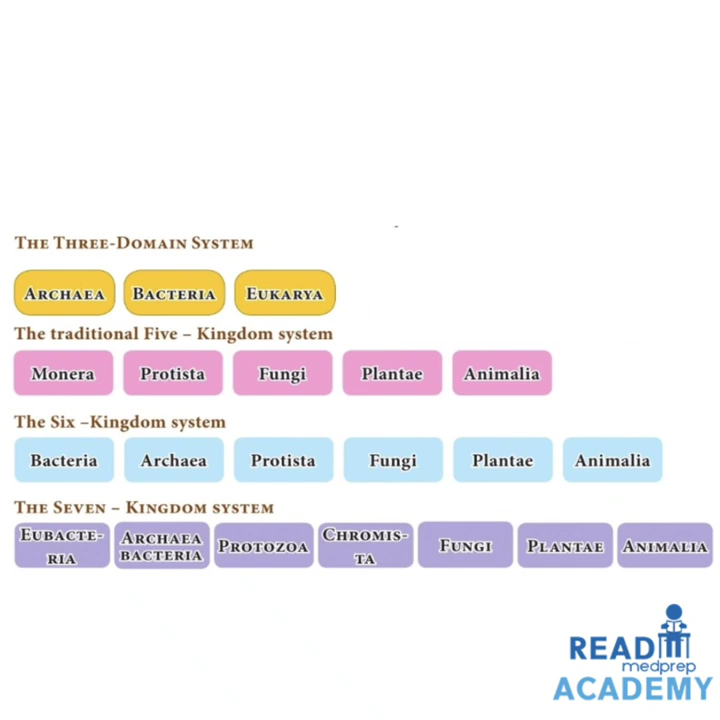 THE THREE-DOMAIN SYSTEM
ARCHAEA BACTERIA EUKARYA
The traditional Five – Kingdom system
Monera Protista Fungi Plantae Animalia
The Six –Kingdom system
Bacteria Archaea Protista Fungi Plantae Animalia
THE SEVEN – KINGDOM SYSTEM
EUBACTE-
RIA
ARCHAEA
BACTERIA
PROTOZOA
CHROMIS-
TA
FUNGI
PLANTAE
ANIMALIA
READ
medprep
ACADEMY